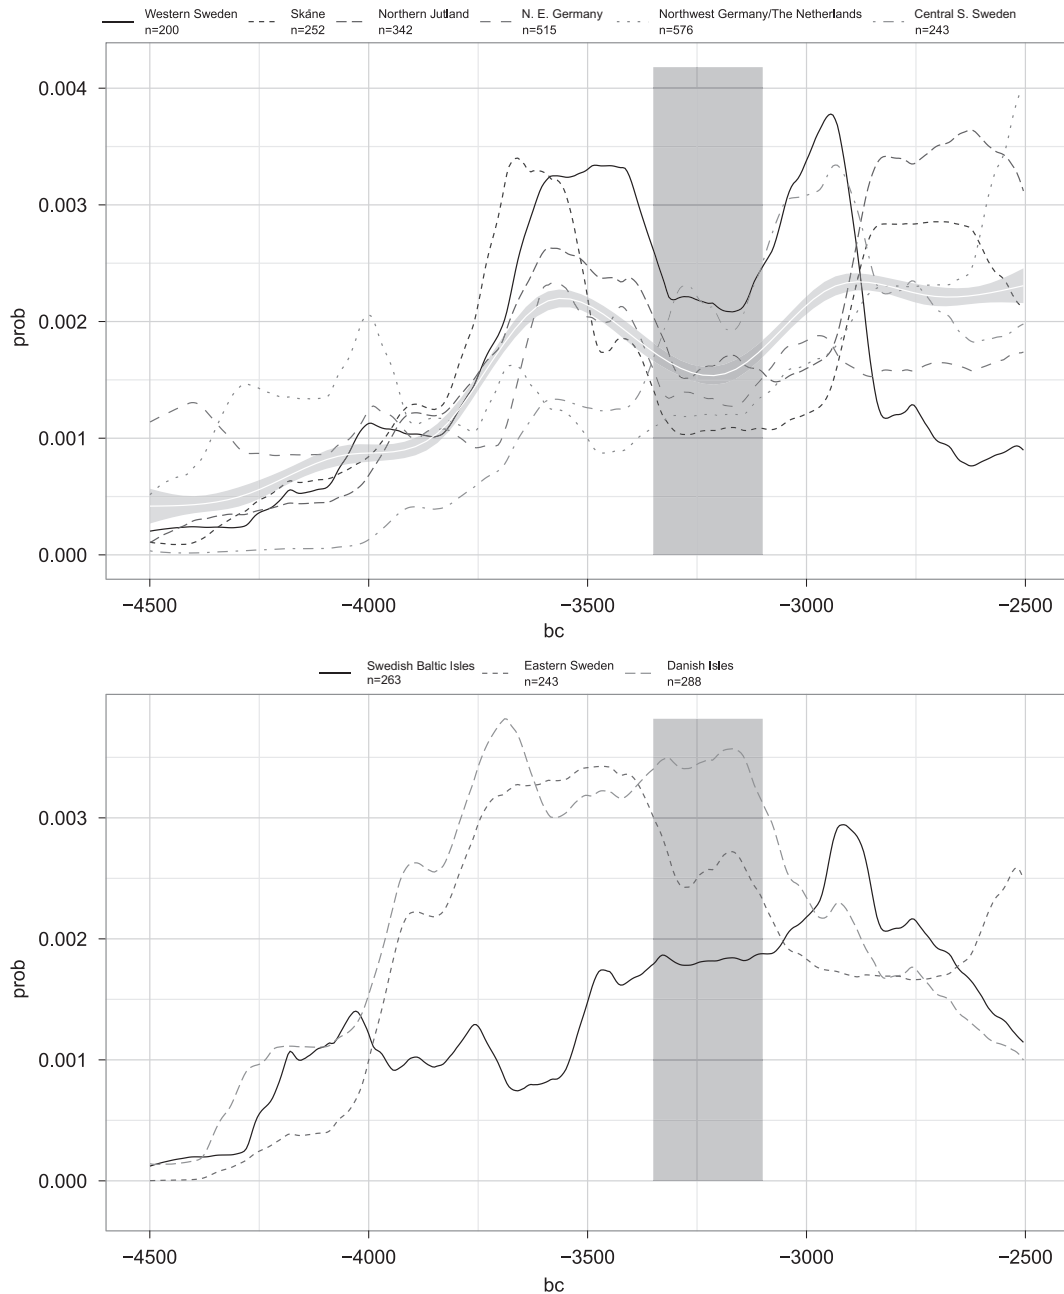 Western Sweden Skåne Northern Jutland N. E. Germany Northwest Germany/The Netherlands Central S. Sweden
n=200 n=252 n=342 n=515 n=576 n=243
0.004
0.003
0.002
0.001
0.000
prob
−4500 −4000 −3500 −3000 −2500
bc
Swedish Baltic Isles Eastern Sweden Danish Isles
n=263 n=243 n=288
0.003
0.002
0.001
0.000
prob
−4500 −4000 −3500 −3000 −2500
bc